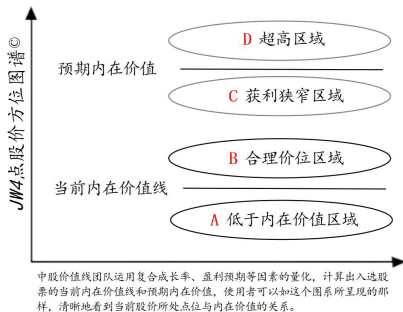 JW4点股价方位图谱©
D 超高区域
预期内在价值
C 获利狭窄区域
B 合理价位区域
当前内在价值线
A 低于内在价值区域
中股价值线团队运用复合成长率、盈利预期等因素的量化，计算出入选股
票的当前内在价值线和预期内在价值，使用者可以如这个图系所呈现的那
样，清晰地看到当前股价所处点位与内在价值的关系。